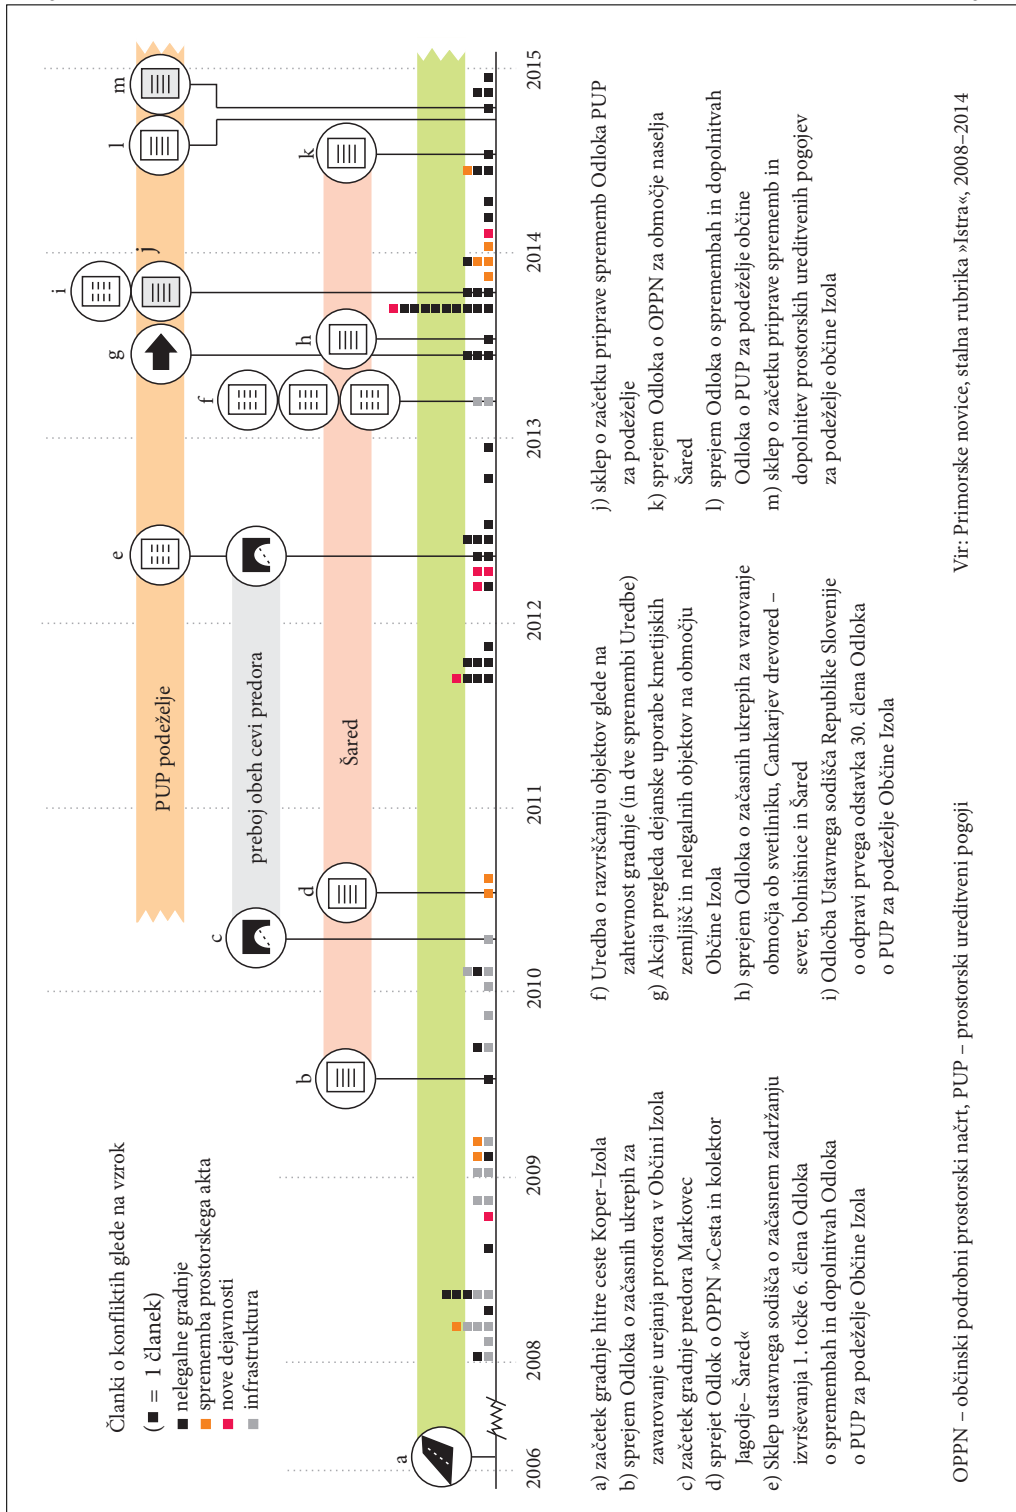 Članki o konfliktih glede na vzrok
(■ = 1 članek)
nelegalne gradnje
sprememba prostorskega akta
nove dejavnosti
infrastruktura
PUP podeželje
preboj obeh cevi predora
Šared
a
b
c
d
e
f
g
h
i
j
k
l
m
2006
2008
2009
2010
2011
2012
2013
2014
2015
a) začetek gradnje hitre ceste Koper–Izola
b) sprejem Odloka o začasnih ukrepih za
zavarovanje urejanja prostora v Občini Izola
c) začetek gradnje predora Markovec
d) sprejet Odlok o OPPN »Cesta in kolektor
Jagodje– Šared«
e) Sklep ustavnega sodišča o začasnem zadržanju
izvrševanja 1. točke 6. člena Odloka
o spremembah in dopolnitvah Odloka
o PUP za podeželje Občine Izola
f) Uredba o razvrščanju objektov glede na
zahtevnost gradnje (in dve spremembi Uredbe)
g) Akcija pregleda dejanske uporabe kmetijskih
zemljišč in nelegalnih objektov na območju
Občine Izola
h) sprejem Odloka o začasnih ukrepih za varovanje
območja ob svetilniku, Cankarjev drevored –
sever, bolnišnice in Šared
i) Odločba Ustavnega sodišča Republike Slovenije
o odpravi prvega odstavka 30. člena Odloka
o PUP za podeželje Občine Izola
j) sklep o začetku priprave sprememb Odloka PUP
za podeželje
k) sprejem Odloka o OPPN za območje naselja
Šared
l) sprejem Odloka o spremembah in dopolnitvah
Odloka o PUP za podeželje občine
m) sklep o začetku priprave sprememb in
dopolnitev prostorskih ureditvenih pogojev
za podeželje občine Izola
OPPN – občinski podrobni prostorski načrt, PUP – prostorski ureditveni pogoji
Vir: Primorske novice, stalna rubrika »Istra«, 2008–2014